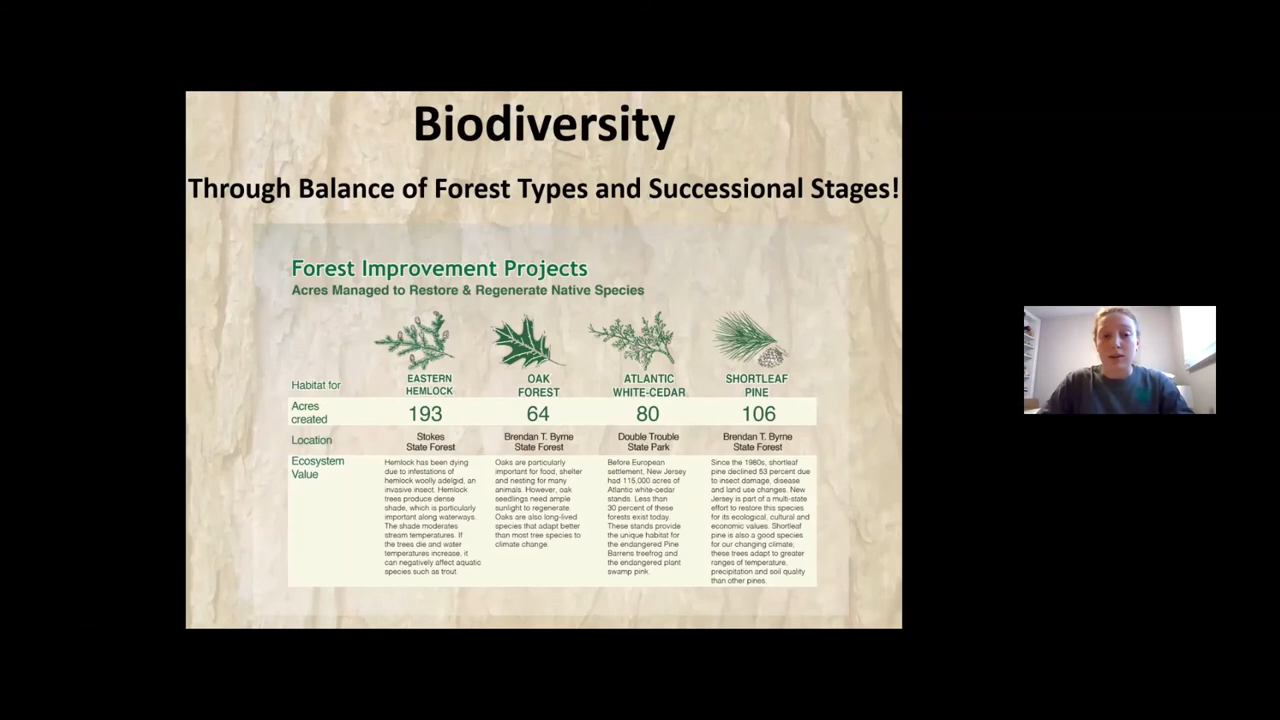 Biodiversity
Through Balance of Forest Types and Successional Stages!
Forest Improvement Projects
Acres Managed to Restore & Regenerate Native Species
Habitat for
EASTERN
HEMLOCK
OAK
FOREST
ATLANTIC
WHITE-CEDAR
SHORTLEAF
PINE
Acres
created
193
64
80
106
Location
Stokes
State Forest
Brendan T. Byrne
State Forest
Double Trouble
State Park
Brendan T. Byrne
State Forest
Ecosystem
Value
Hemlock has been dying
due to infestations of
hemlock woolly adelgid, an
invasive insect. Hemlock
trees produce dense
shade, which is particularly
important along waterways.
The shade moderates
stream temperatures. If
the trees die and water
temperatures increase, it
can negatively affect aquatic
species such as trout.
Oaks are particularly
important for food, shelter
and nesting for many
animals. However, oak
seedlings need ample
sunlight to regenerate.
Oaks are also long-lived
species that adapt better
than most tree species to
climate change.
Before European
settlement, New Jersey
had 115,000 acres of
Atlantic white-cedar
stands. Less than
30 percent of these
forests exist today.
These stands provide
the unique habitat for
the endangered Pine
Barrens treefrog and
the endangered plant
swamp pink.
Since the 1980s, shortleaf
pine declined 53 percent due
to insect damage, disease
and land use changes. New
Jersey is part of a multi-state
effort to restore this species
for its ecological, cultural and
economic values. Shortleaf
pine is also a good species
for our changing climate;
these trees adapt to greater
ranges of temperature,
precipitation and soil quality
than other pines.